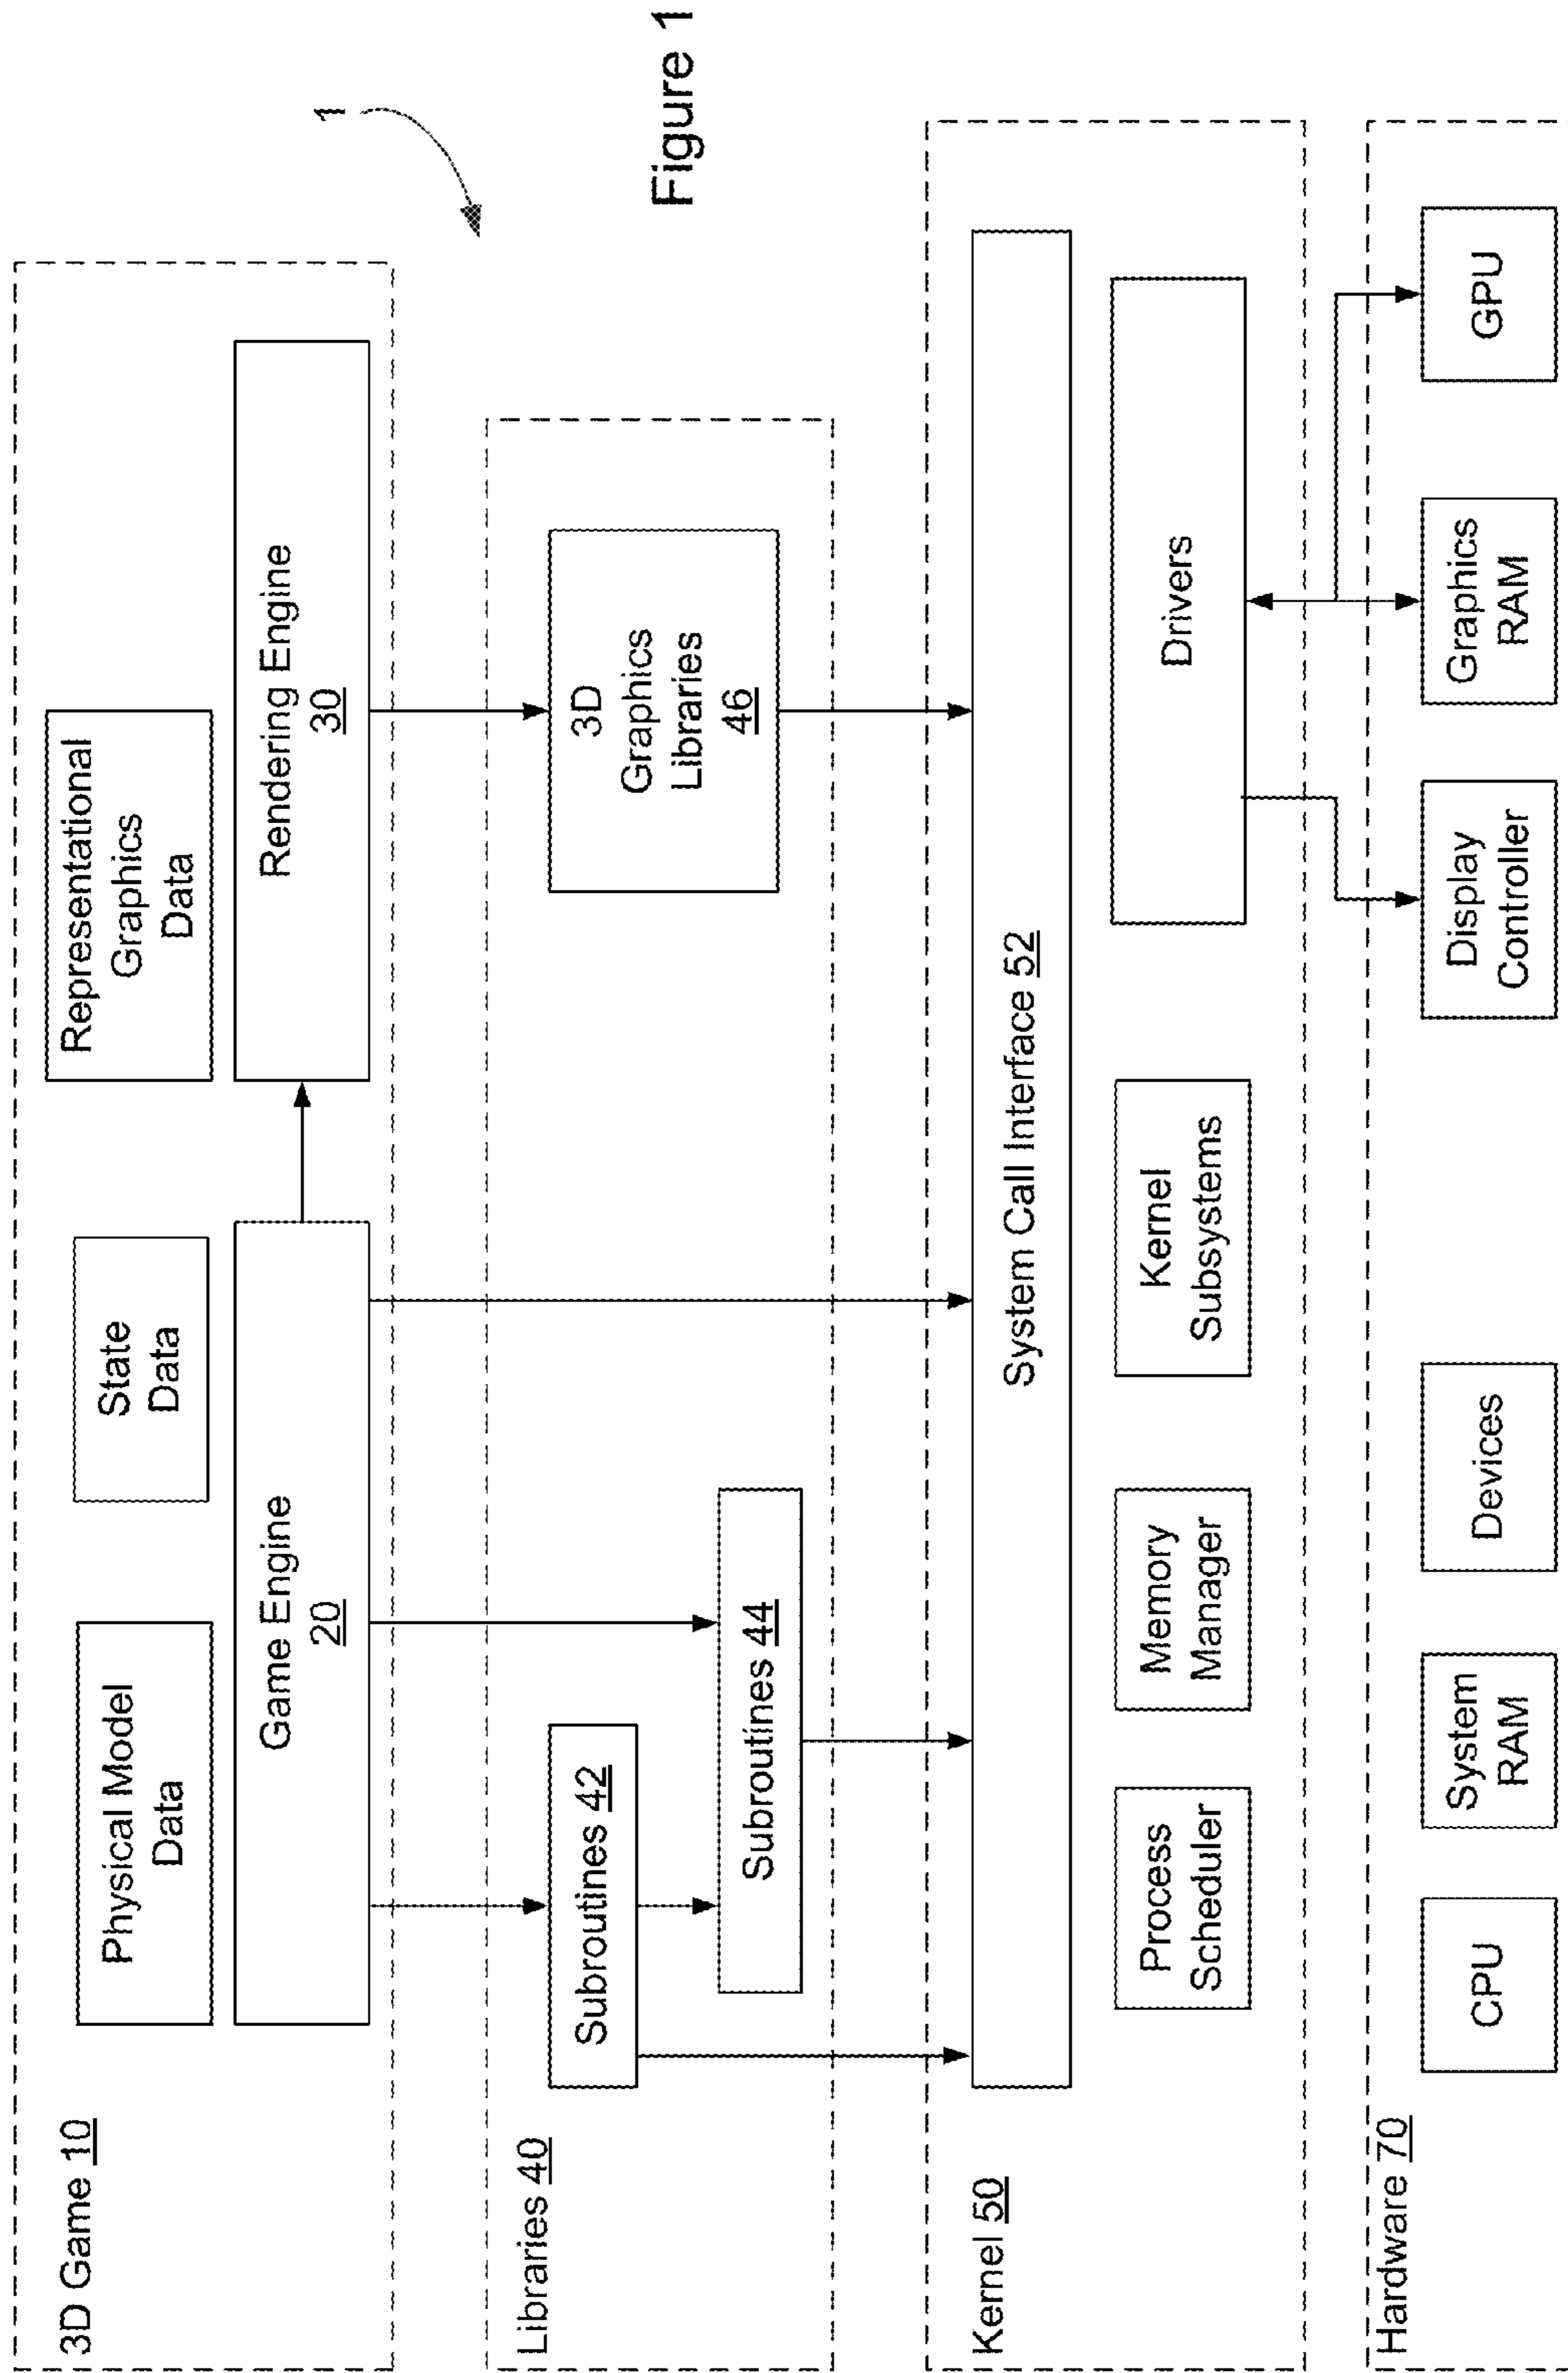 3D Game 10
Physical Model
Data
State
Data
Representational
Graphics
Data
Game Engine
20
Rendering Engine
30
1
Libraries 40
Subroutines 42
Subroutines 44
3D
Graphics
Libraries
46
Figure 1
Kernel 50
System Call Interface 52
Process
Scheduler
Memory
Manager
Kernel
Subsystems
Drivers
Hardware 70
CPU
System
RAM
Devices
Display
Controller
Graphics
RAM
GPU